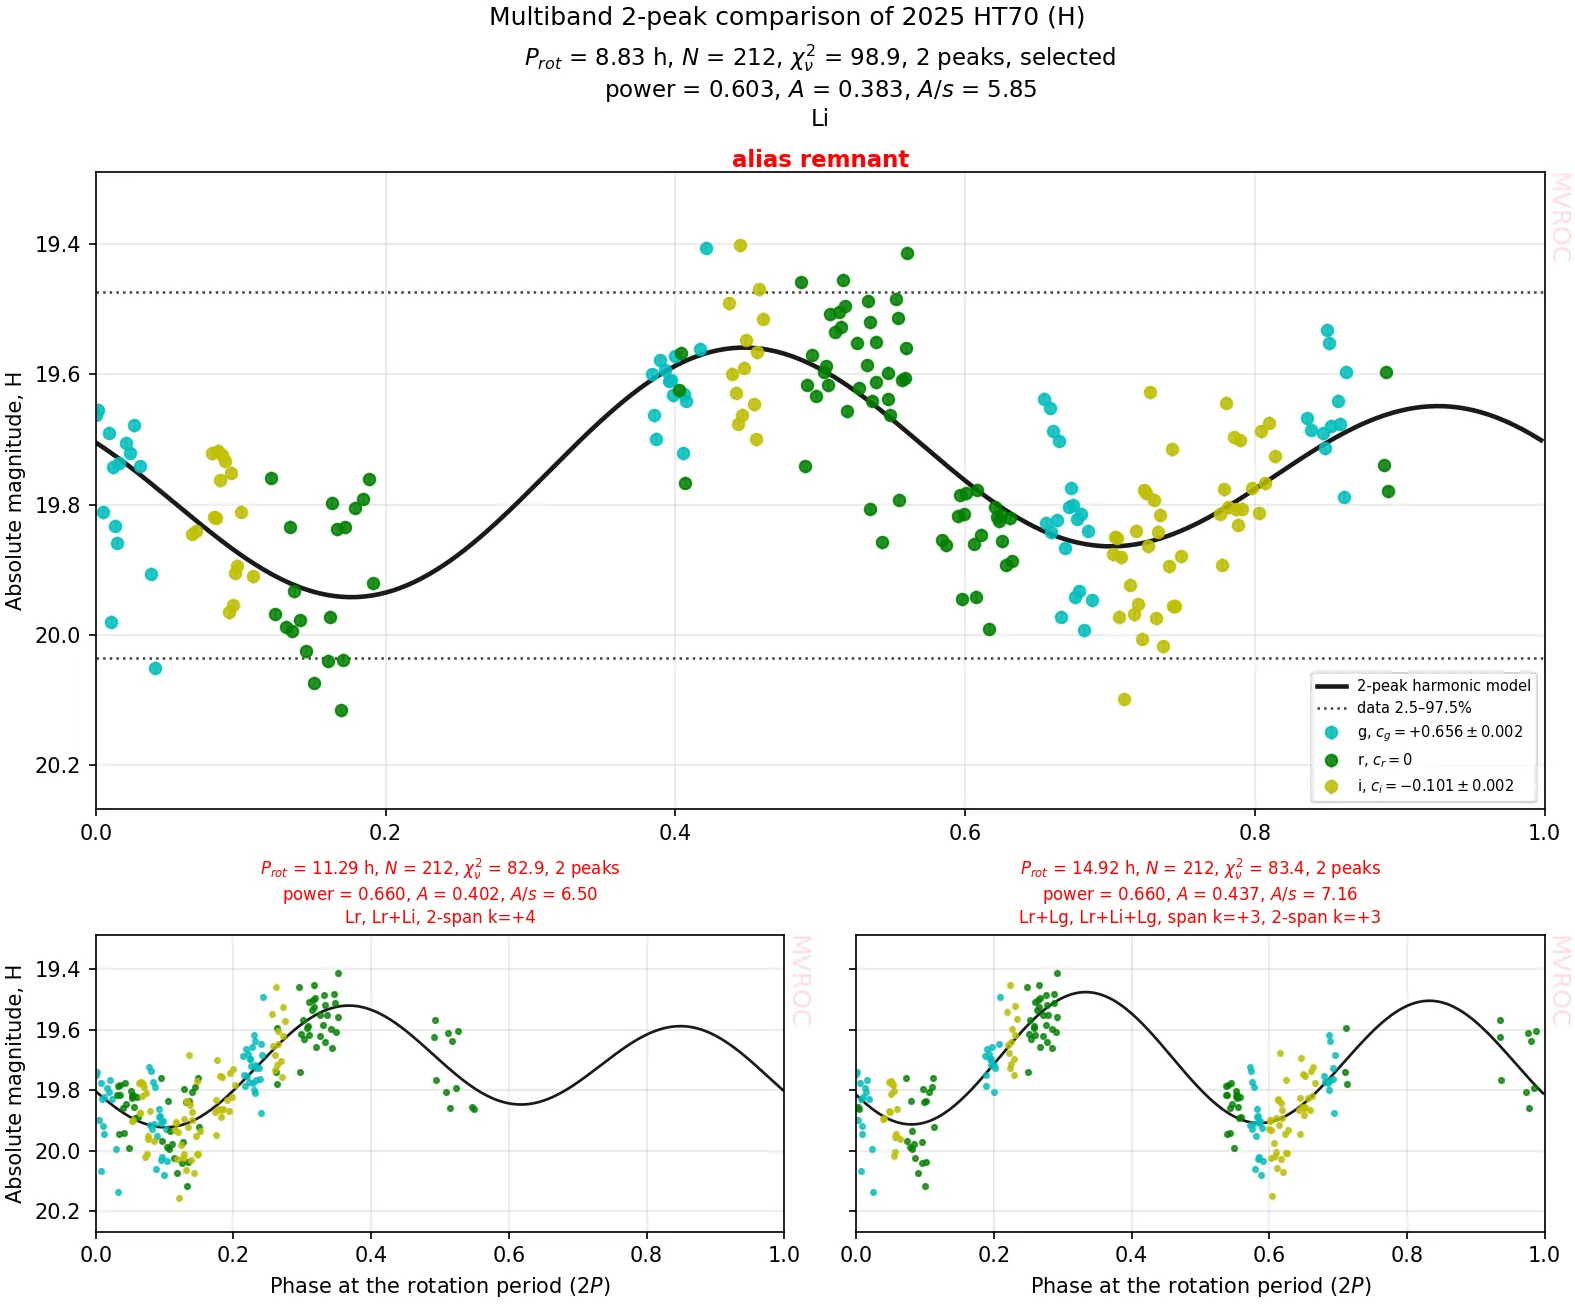 Multiband 2-peak comparison of 2025 HT70 (H)
P_rot = 8.83 h, N = 212, χ²_ν = 98.9, 2 peaks, selected
power = 0.603, A = 0.383, A/s = 5.85
Li
alias remnant
MVROC
Absolute magnitude, H
19.4
19.6
19.8
20.0
20.2
2-peak harmonic model
data 2.5–97.5%
g, c_g = +0.656 ± 0.002
r, c_r = 0
i, c_i = −0.101 ± 0.002
0.0 0.2 0.4 0.6 0.8 1.0
P_rot = 11.29 h, N = 212, χ²_ν = 82.9, 2 peaks
power = 0.660, A = 0.402, A/s = 6.50
Lr, Lr+Li, 2-span k=+4
MVROC
Absolute magnitude, H
19.4
19.6
19.8
20.0
20.2
0.0 0.2 0.4 0.6 0.8 1.0
Phase at the rotation period (2P)
P_rot = 14.92 h, N = 212, χ²_ν = 83.4, 2 peaks
power = 0.660, A = 0.437, A/s = 7.16
Lr+Lg, Lr+Li+Lg, span k=+3, 2-span k=+3
MVROC
0.0 0.2 0.4 0.6 0.8 1.0
Phase at the rotation period (2P)